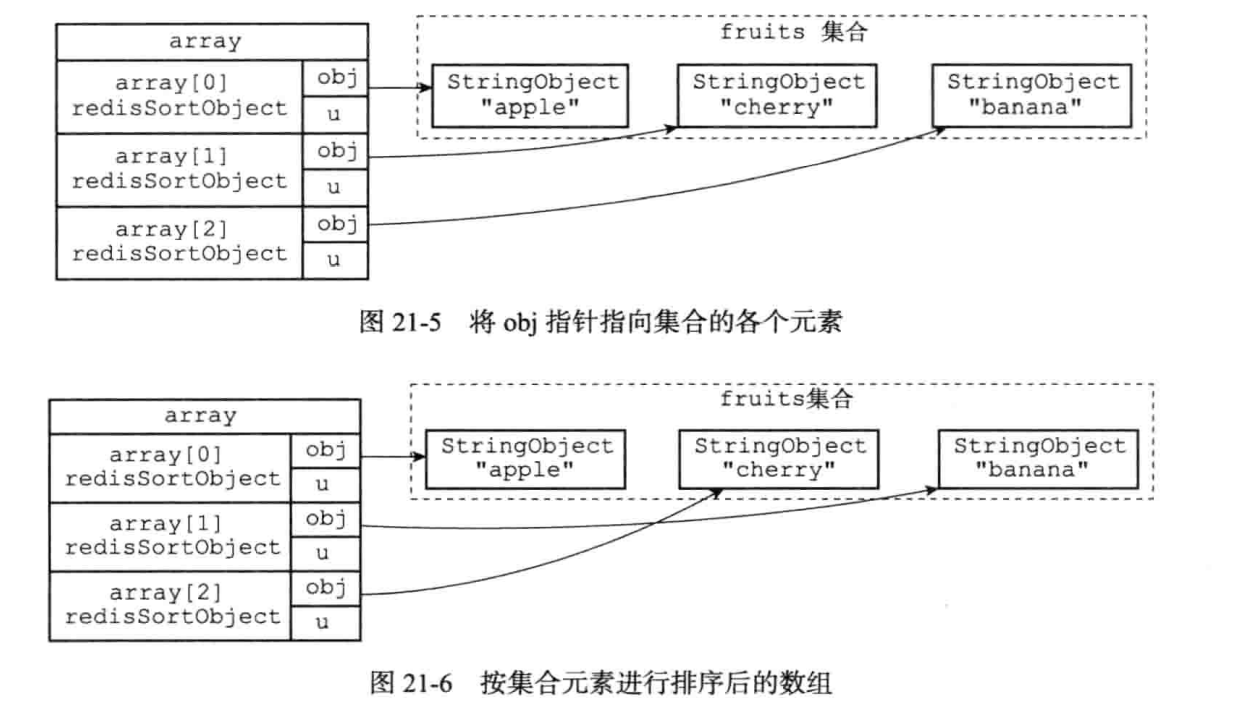 array
array[0]
redisSortObject
obj
u
array[1]
redisSortObject
obj
u
array[2]
redisSortObject
obj
u
fruits 集合
StringObject
"apple"
StringObject
"cherry"
StringObject
"banana"
图 21-5 将 obj 指针指向集合的各个元素
array
array[0]
redisSortObject
obj
u
array[1]
redisSortObject
obj
u
array[2]
redisSortObject
obj
u
fruits集合
StringObject
"apple"
StringObject
"cherry"
StringObject
"banana"
图 21-6 按集合元素进行排序后的数组